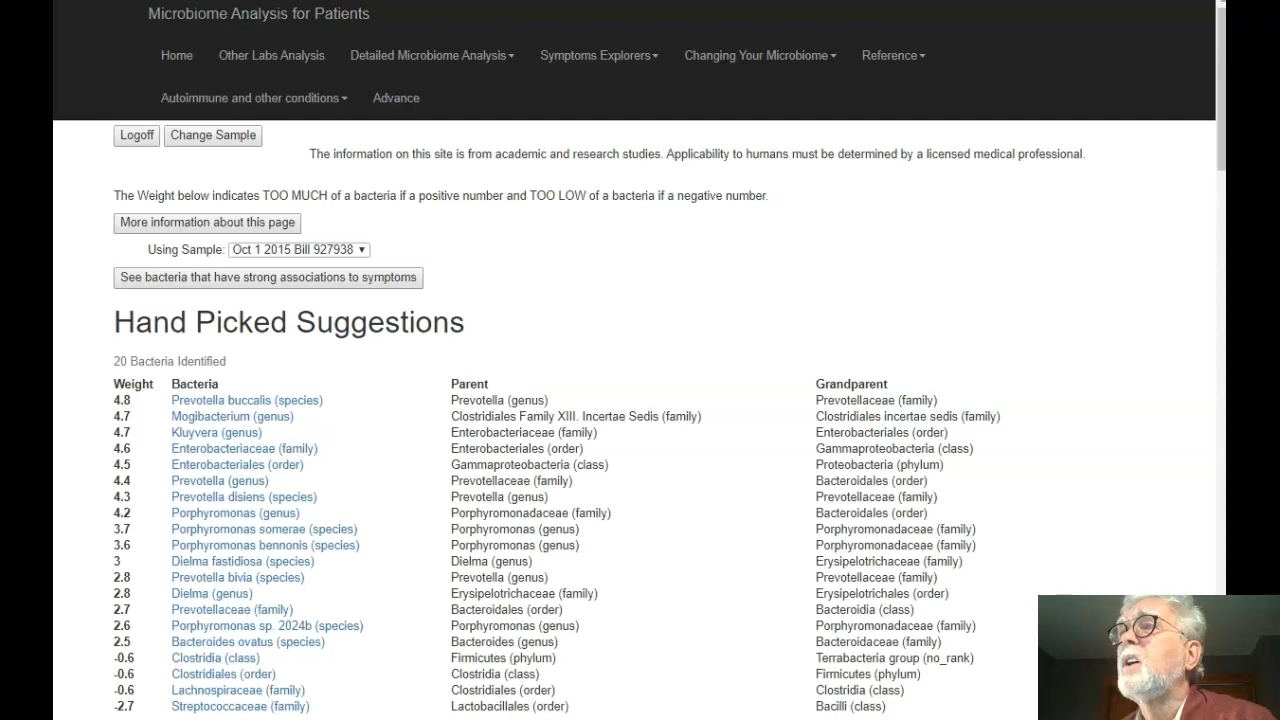 Microbiome Analysis for Patients
Home Other Labs Analysis Detailed Microbiome Analysis Symptoms Explorers Changing Your Microbiome Reference
Autoimmune and other conditions Advance
Logoff Change Sample
The information on this site is from academic and research studies. Applicability to humans must be determined by a licensed medical professional.
The Weight below indicates TOO MUCH of a bacteria if a positive number and TOO LOW of a bacteria if a negative number.
More information about this page
Using Sample: Oct 1 2015 Bill 927938
See bacteria that have strong associations to symptoms
Hand Picked Suggestions
20 Bacteria Identified
Weight Bacteria Parent Grandparent
4.8 Prevotella buccalis (species) Prevotella (genus) Prevotellaceae (family)
4.7 Mogibacterium (genus) Clostridiales Family XIII. Incertae Sedis (family) Clostridiales incertae sedis (family)
4.7 Kluyvera (genus) Enterobacteriaceae (family) Enterobacteriales (order)
4.6 Enterobacteriaceae (family) Enterobacteriales (order) Gammaproteobacteria (class)
4.5 Enterobacteriales (order) Gammaproteobacteria (class) Proteobacteria (phylum)
4.4 Prevotella (genus) Prevotellaceae (family) Bacteroidales (order)
4.3 Prevotella disiens (species) Prevotella (genus) Prevotellaceae (family)
4.2 Porphyromonas (genus) Porphyromonadaceae (family) Bacteroidales (order)
3.7 Porphyromonas somerae (species) Porphyromonas (genus) Porphyromonadaceae (family)
3.6 Porphyromonas bennonis (species) Porphyromonas (genus) Porphyromonadaceae (family)
3 Dielma fastidiosa (species) Dielma (genus) Erysipelotrichaceae (family)
2.8 Prevotella bivia (species) Prevotella (genus) Prevotellaceae (family)
2.8 Dielma (genus) Erysipelotrichaceae (family) Erysipelotrichales (order)
2.7 Prevotellaceae (family) Bacteroidales (order) Bacteroidia (class)
2.6 Porphyromonas sp. 2024b (species) Porphyromonas (genus) Porphyromonadaceae (family)
2.5 Bacteroides ovatus (species) Bacteroides (genus) Bacteroidaceae (family)
-0.6 Clostridia (class) Firmicutes (phylum) Terrabacteria group (no_rank)
-0.6 Clostridiales (order) Clostridia (class) Firmicutes (phylum)
-0.6 Lachnospiraceae (family) Clostridiales (order) Clostridia (class)
-2.7 Streptococcaceae (family) Lactobacillales (order) Bacilli (class)